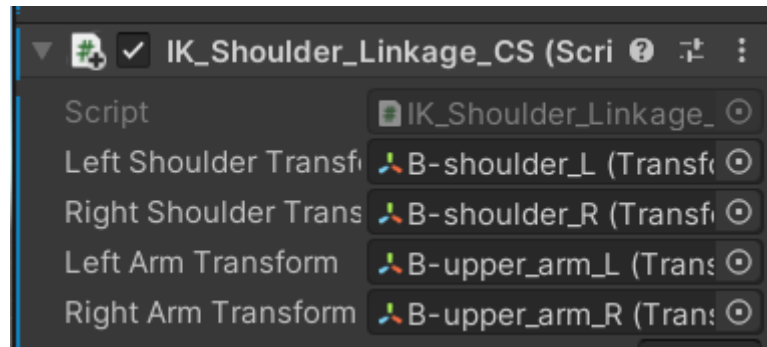 IK_Shoulder_Linkage_CS (Scri
Script IK_Shoulder_Linkage_
Left Shoulder Transf B-shoulder_L (Transf
Right Shoulder Trans B-shoulder_R (Transf
Left Arm Transform B-upper_arm_L (Trans
Right Arm Transform B-upper_arm_R (Trans